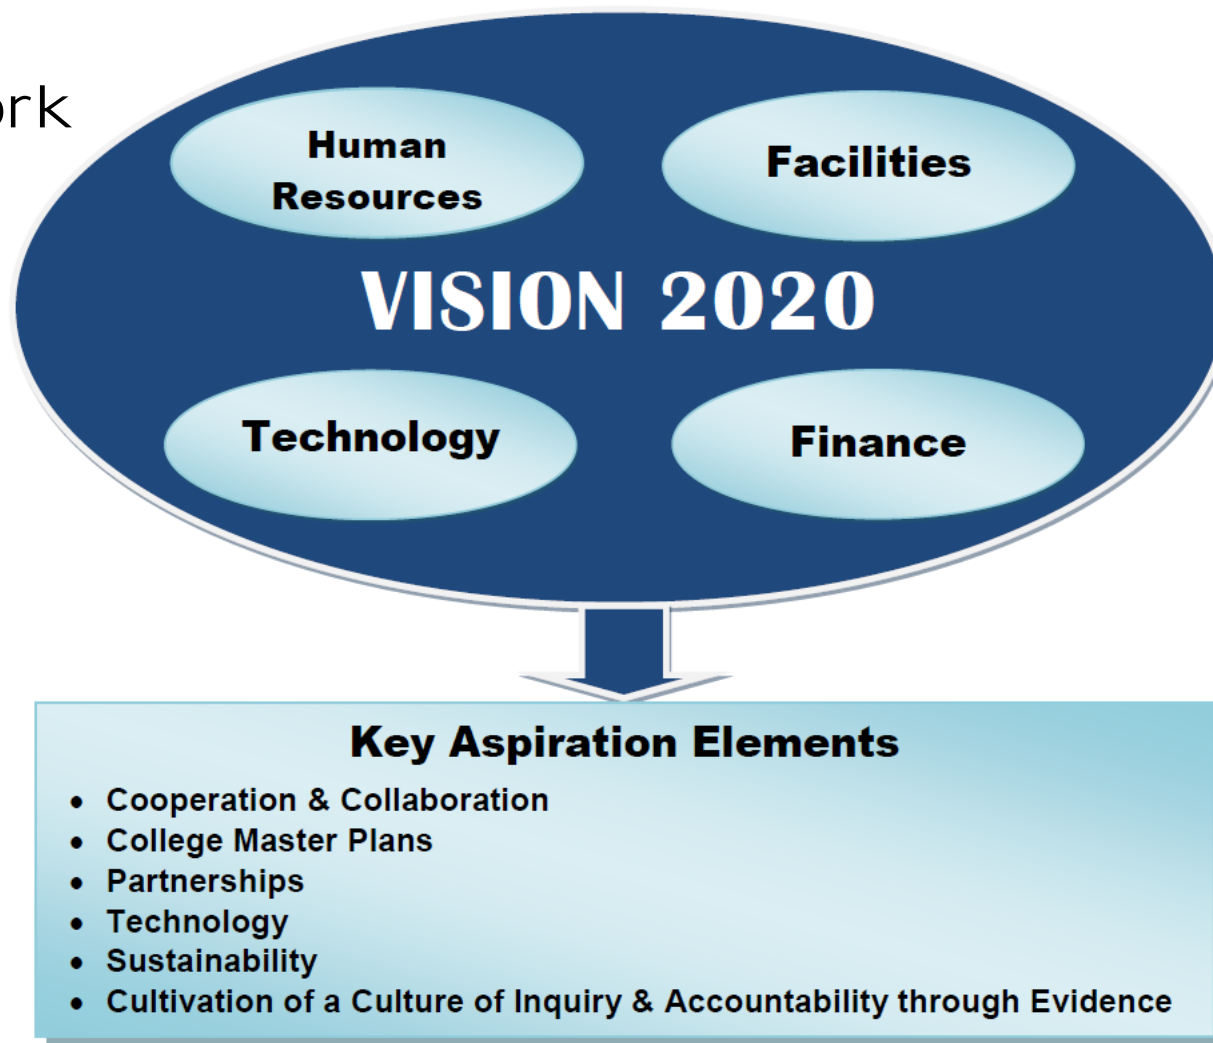 ork
Human
Resources
Facilities
VISION 2020
Technology
Finance
Key Aspiration Elements
• Cooperation & Collaboration
• College Master Plans
• Partnerships
• Technology
• Sustainability
• Cultivation of a Culture of Inquiry & Accountability through Evidence